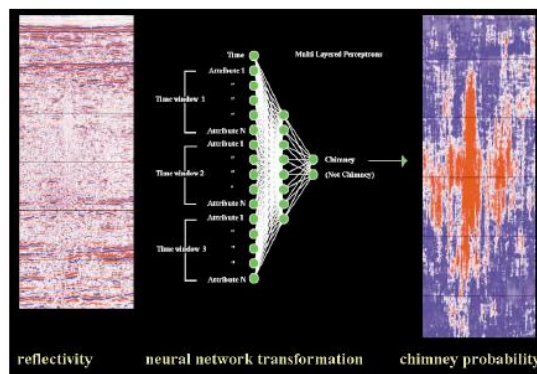 Time
Multi Layered Perceptrons
Attribute 1
"
Time window 1
"
"
Attribute N
Attribute 1
"
Time window 2
"
"
Attribute N
Attribute 1
"
Time window 3
"
"
Attribute N
Chimney
(Not Chimney)
reflectivity
neural network transformation
chimney probability